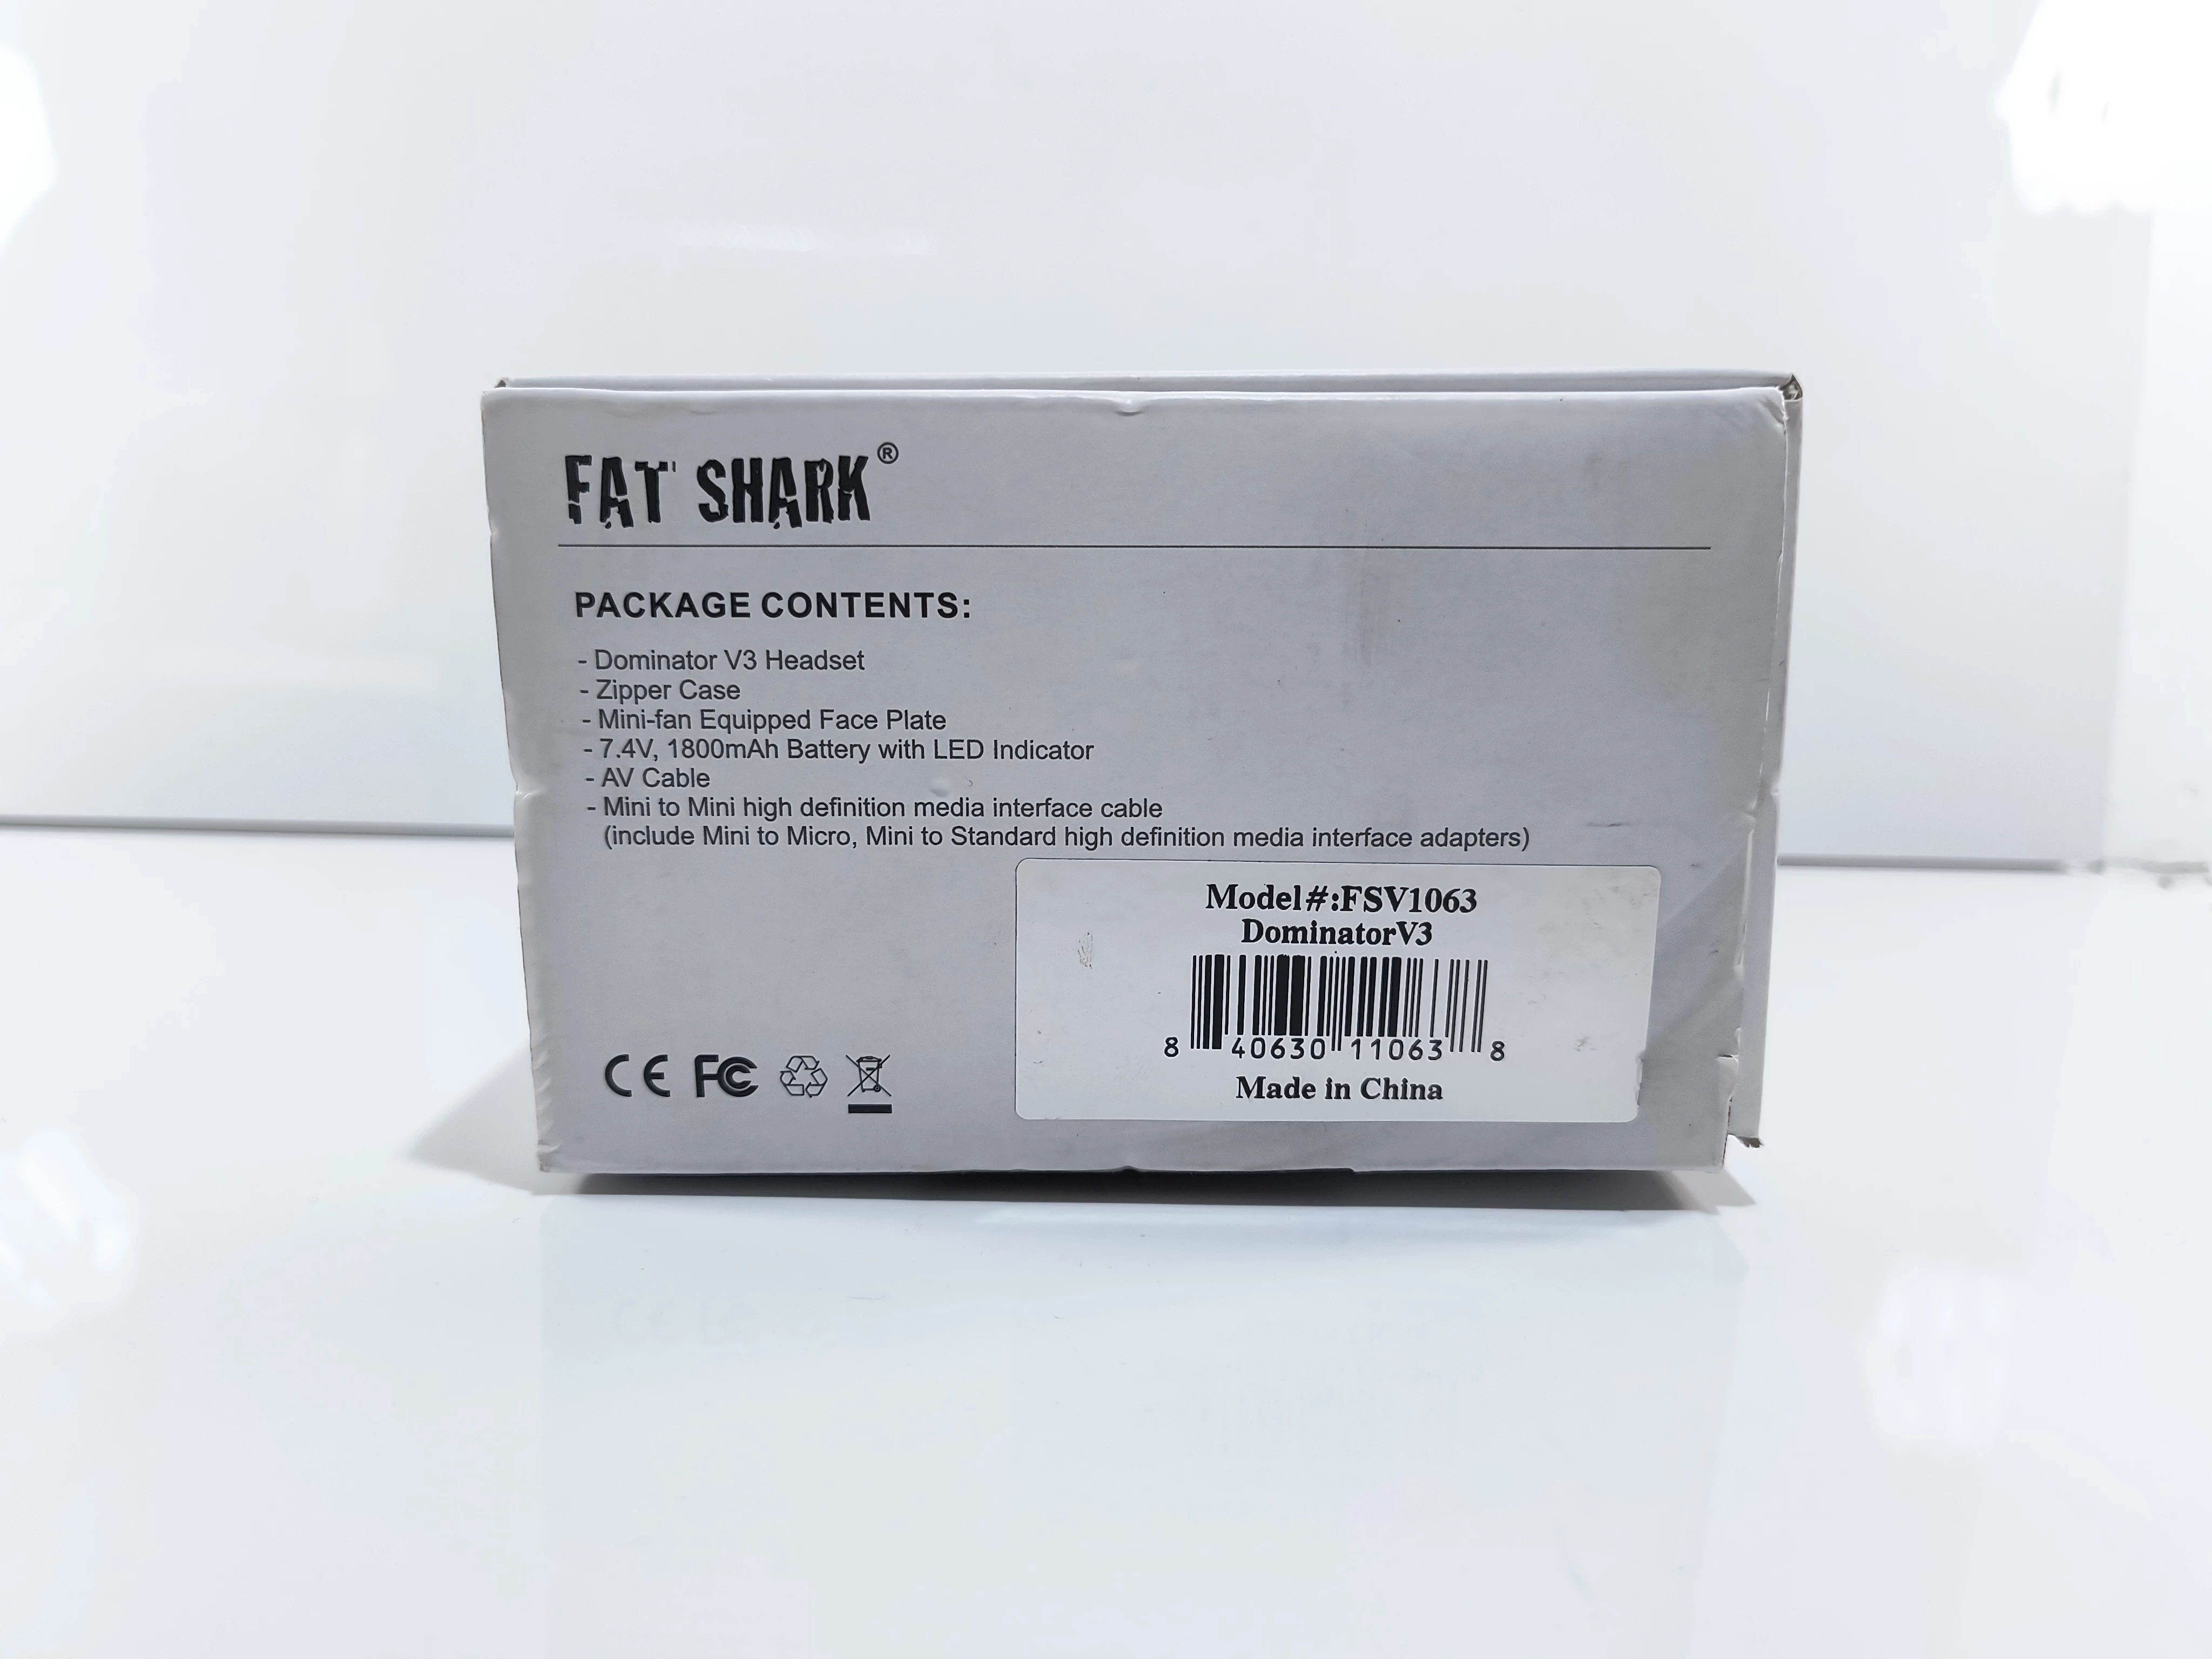 FAT SHARK®
PACKAGE CONTENTS:
- Dominator V3 Headset
- Zipper Case
- Mini-fan Equipped Face Plate
- 7.4V, 1800mAh Battery with LED Indicator
- AV Cable
- Mini to Mini high definition media interface cable
(include Mini to Micro, Mini to Standard high definition media interface adapters)
Model#:FSV1063
DominatorV3
8 40630 11063 8
Made in China
CE FC